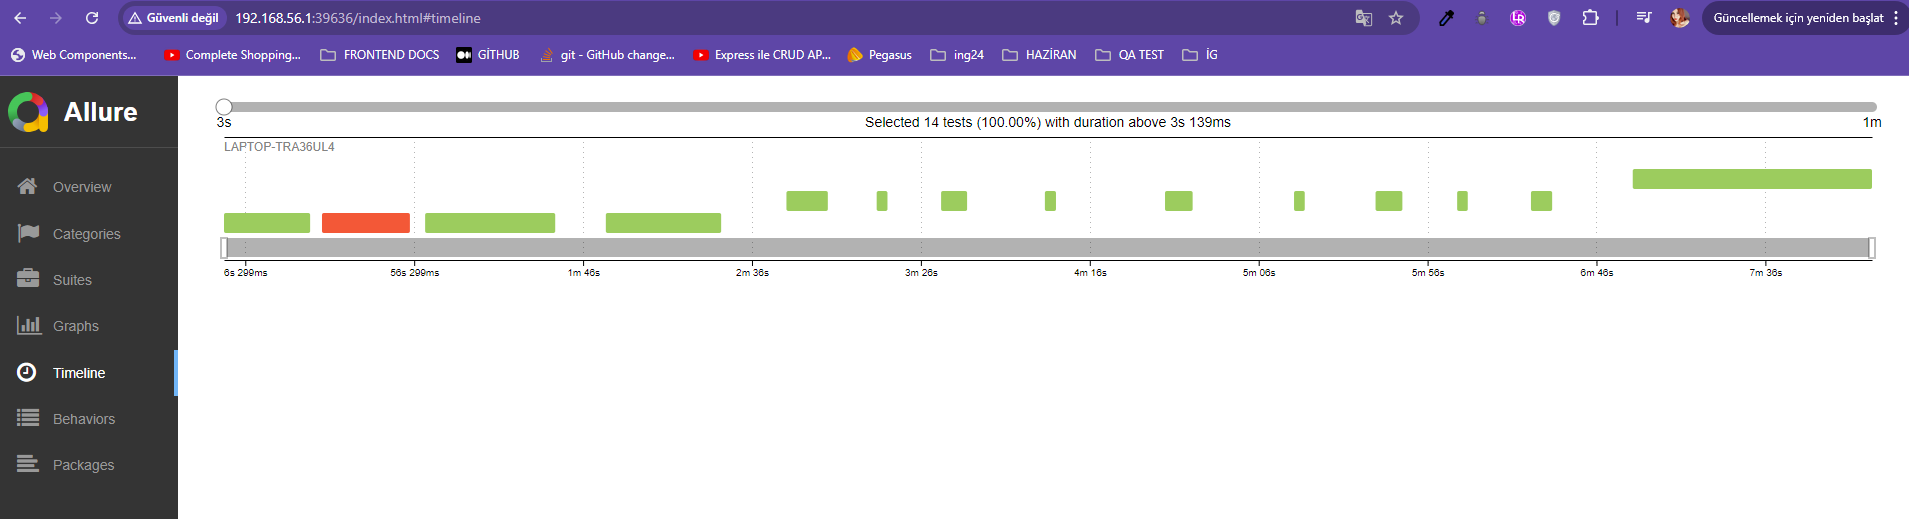 Güvenli değil 192.168.56.1:39636/index.html#timeline LR Güncellemek için yeniden başlat
Web Components... Complete Shopping... FRONTEND DOCS GİTHUB git - GitHub change... Express ile CRUD AP... Pegasus ing24 HAZİRAN QA TEST İG
Allure
Overview
Categories
Suites
Graphs
Timeline
Behaviors
Packages
3s Selected 14 tests (100.00%) with duration above 3s 139ms 1m
LAPTOP-TRA36UL4
6s 299ms 56s 299ms 1m 46s 2m 36s 3m 26s 4m 16s 5m 06s 5m 56s 6m 46s 7m 36s